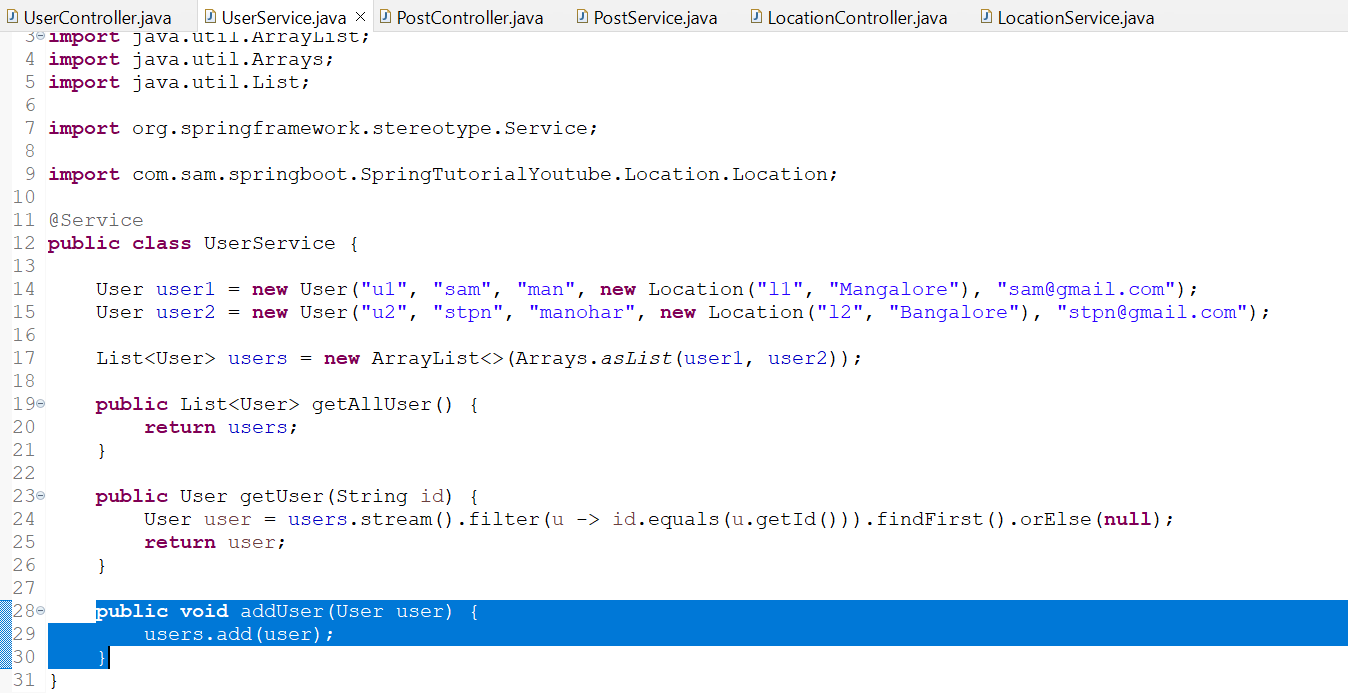 UserController.java UserService.java PostController.java PostService.java LocationController.java LocationService.java
3 import java.util.ArrayList;
4 import java.util.Arrays;
5 import java.util.List;
6
7 import org.springframework.stereotype.Service;
8
9 import com.sam.springboot.SpringTutorialYoutube.Location.Location;
10
11 @Service
12 public class UserService {
13
14     User user1 = new User("u1", "sam", "man", new Location("l1", "Mangalore"), "sam@gmail.com");
15     User user2 = new User("u2", "stpn", "manohar", new Location("l2", "Bangalore"), "stpn@gmail.com");
16
17     List<User> users = new ArrayList<>(Arrays.asList(user1, user2));
18
19     public List<User> getAllUser() {
20         return users;
21     }
22
23     public User getUser(String id) {
24         User user = users.stream().filter(u -> id.equals(u.getId())).findFirst().orElse(null);
25         return user;
26     }
27
28     public void addUser(User user) {
29         users.add(user);
30     }
31 }